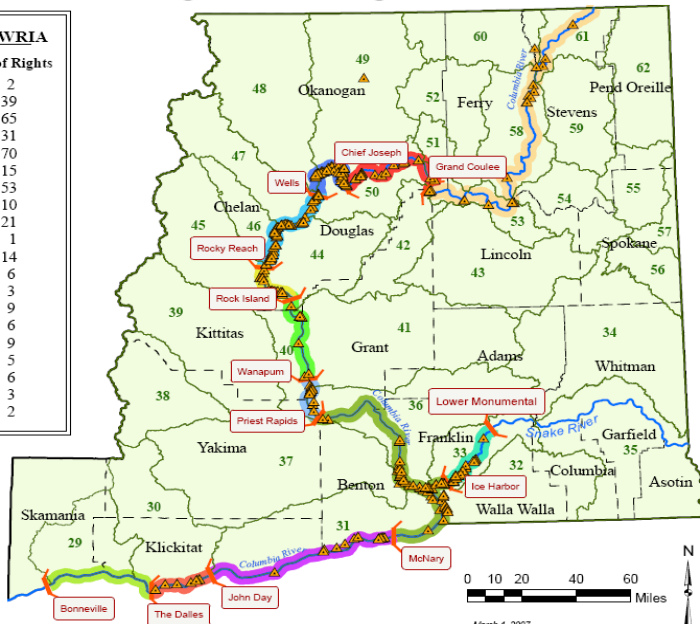 WRIA
of Rights
2
39
65
31
70
15
53
10
21
1
14
6
3
9
6
9
5
6
3
2
60
61
62
49
48
Okanogan
52
Ferry
Columbia River
Pend Oreille
Stevens
59
58
51
47
Chief Joseph
Grand Coulee
Wells
50
55
54
Chelan
45
46
53
Douglas
57
Rocky Reach
42
Spokane
44
Lincoln
56
43
Rock Island
39
Kittitas
41
34
40
Grant
Adams
Whitman
Wanapum
38
36
Lower Monumental
Columbia River
Priest Rapids
Franklin
Snake River
Garfield
Yakima
33
35
37
32
Columbia
Benton
Ice Harbor
Asotin
Walla Walla
30
Skamania
31
29
Klickitat
Columbia River
McNary
N
Bonneville
The Dalles
John Day
0 10 20 40 60
Miles
March 1, 2007